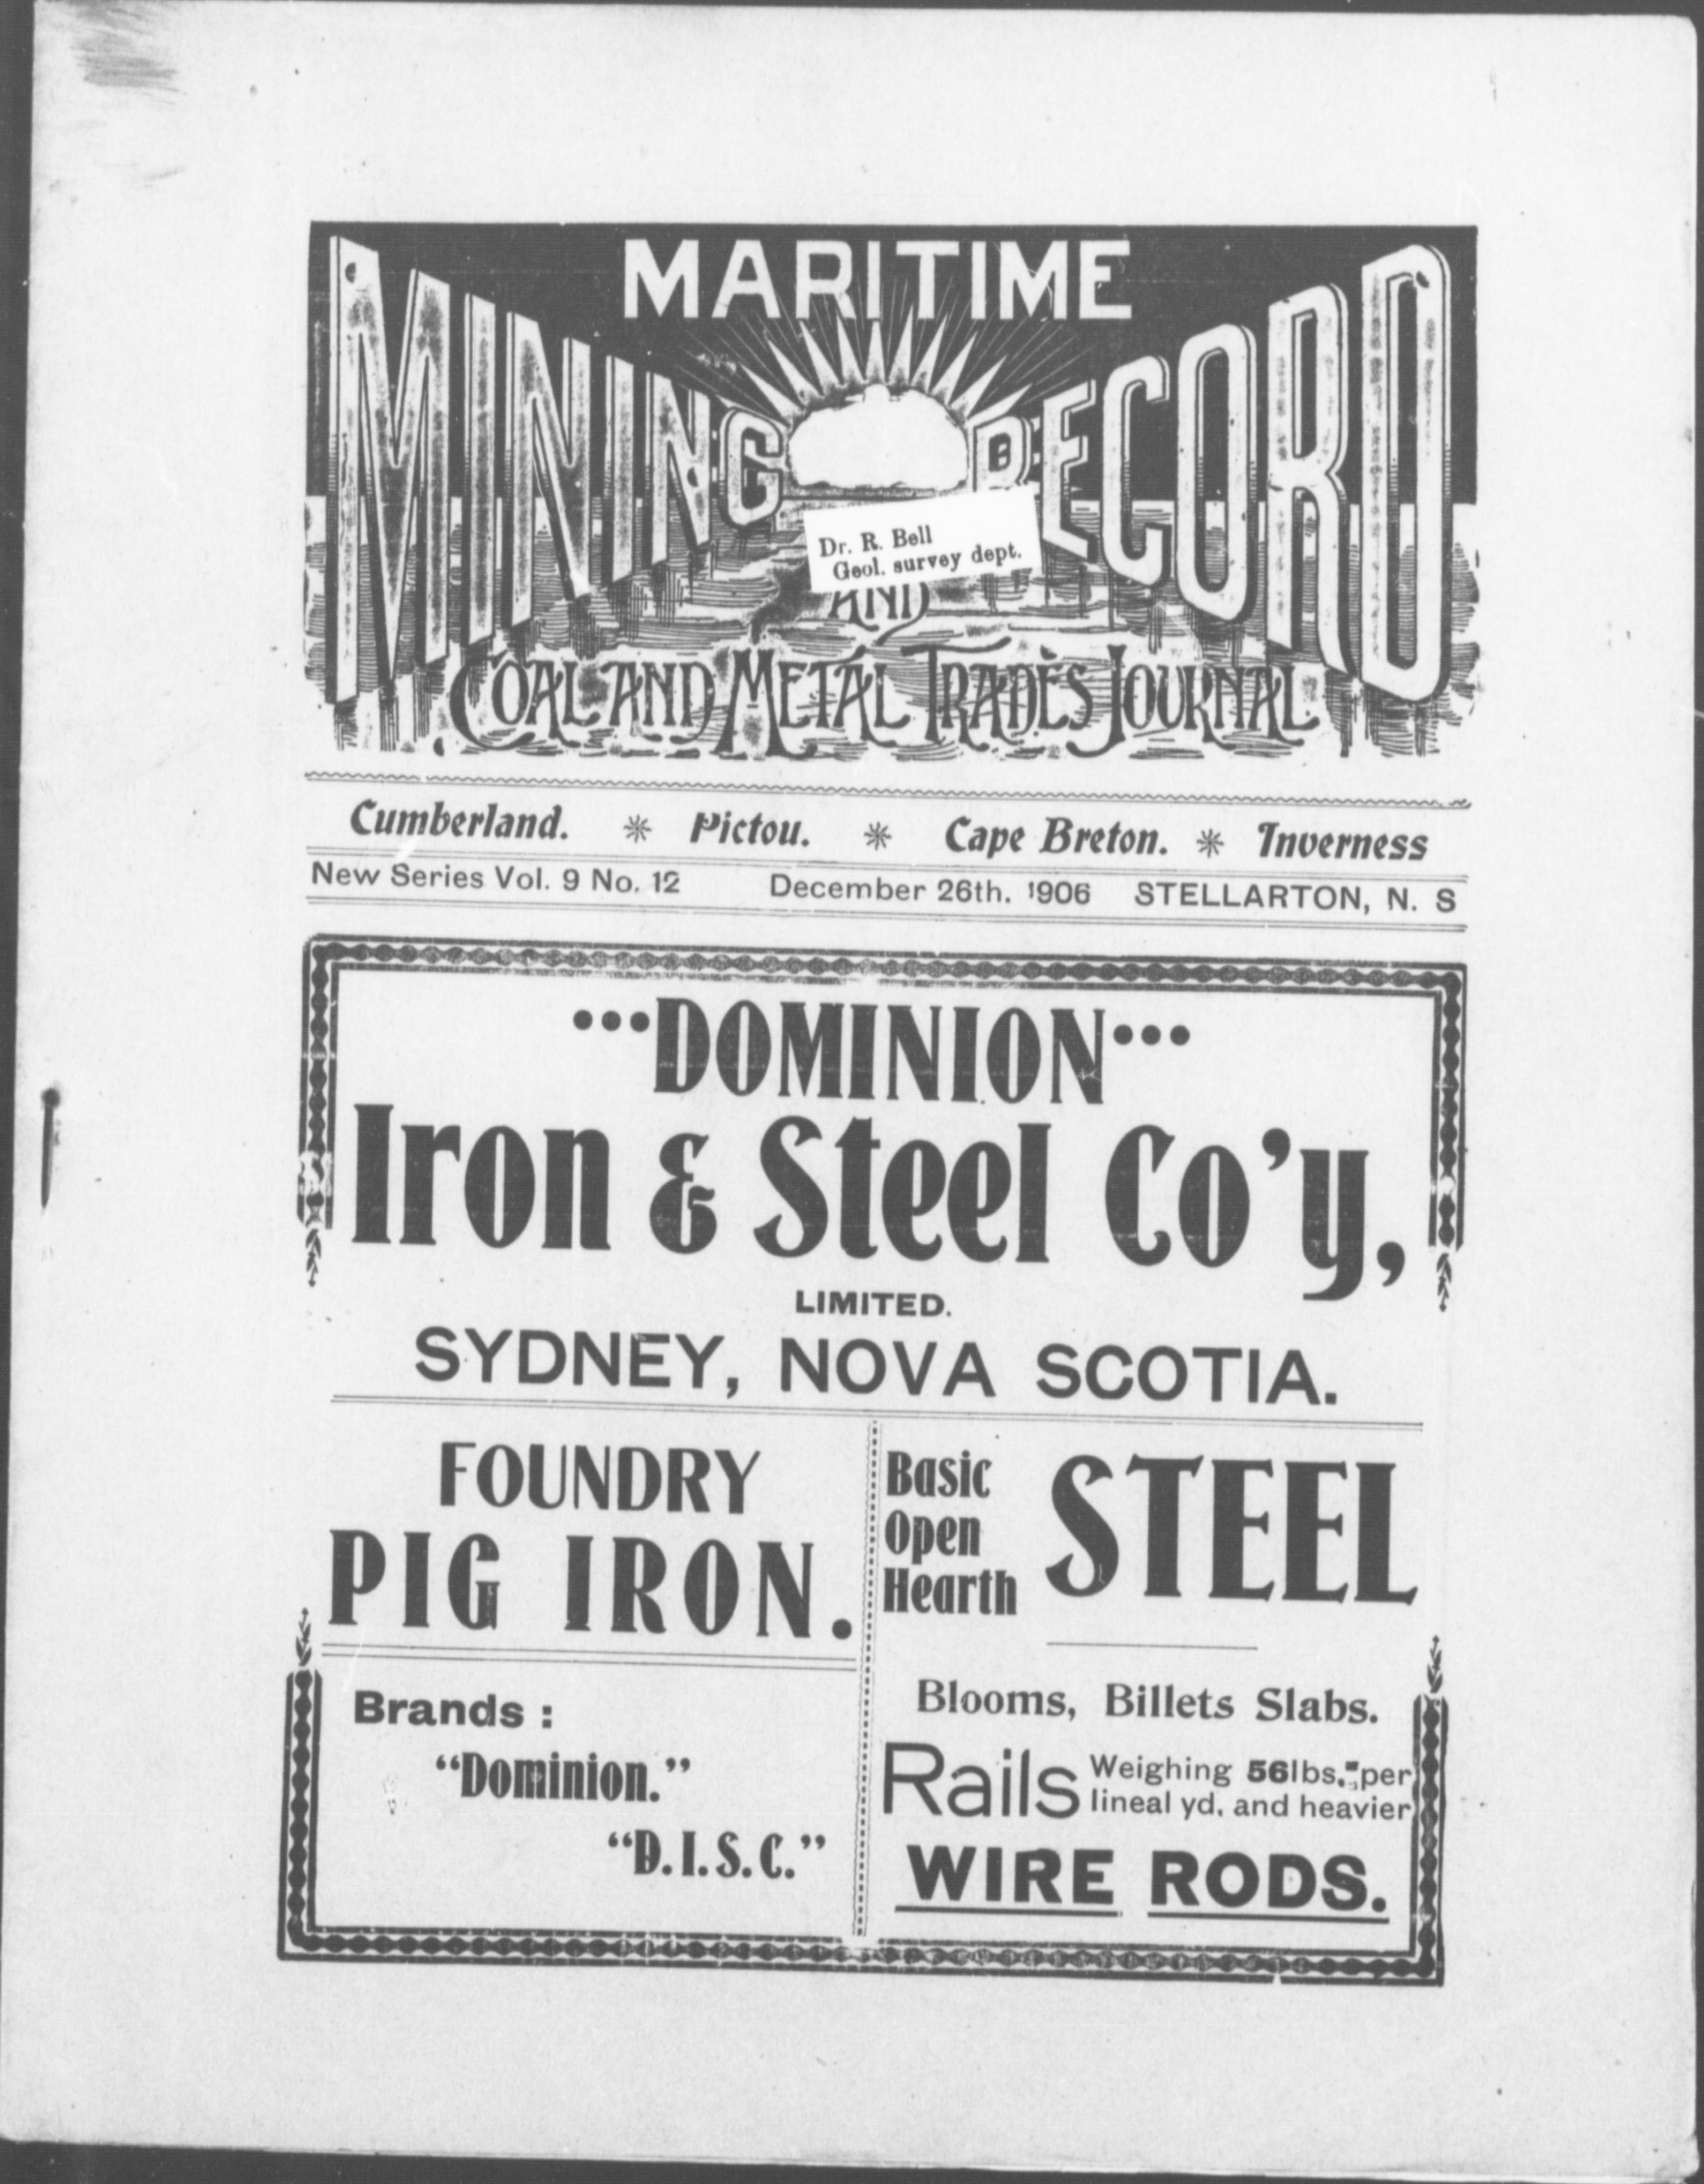 MARITIME
MINING RECORD
Dr. R. Bell
Geol. survey dept.
AND
COAL AND METAL TRADES JOURNAL
Cumberland. * Pictou. * Cape Breton. * Inverness
New Series Vol. 9 No. 12 December 26th. 1906 STELLARTON, N. S
•••DOMINION•••
Iron & Steel Co'y,
LIMITED.
SYDNEY, NOVA SCOTIA.
FOUNDRY
PIG IRON.
Brands :
"Dominion."
"D.I.S.C."
Basic
Open
Hearth
STEEL
Blooms, Billets Slabs.
Rails
Weighing 56lbs. per
lineal yd. and heavier
WIRE RODS.